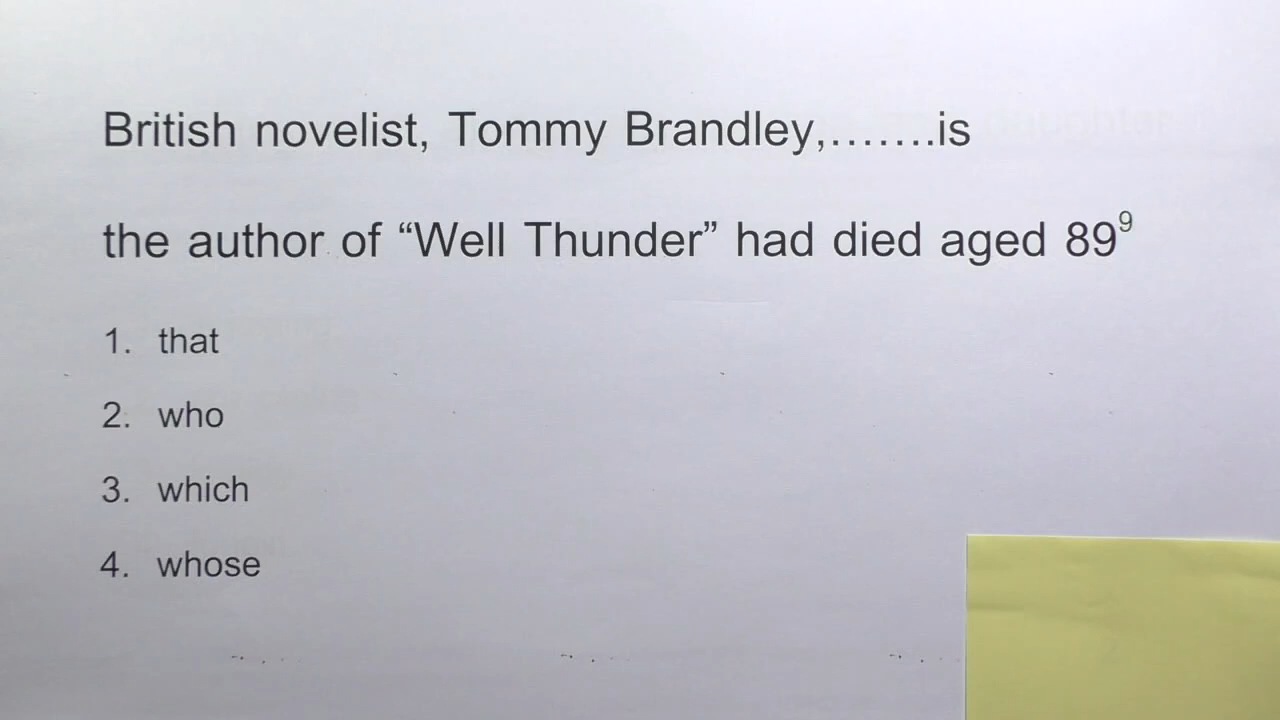 British novelist, Tommy Brandley,.......is
the author of “Well Thunder” had died aged 89⁹
1. that
2. who
3. which
4. whose